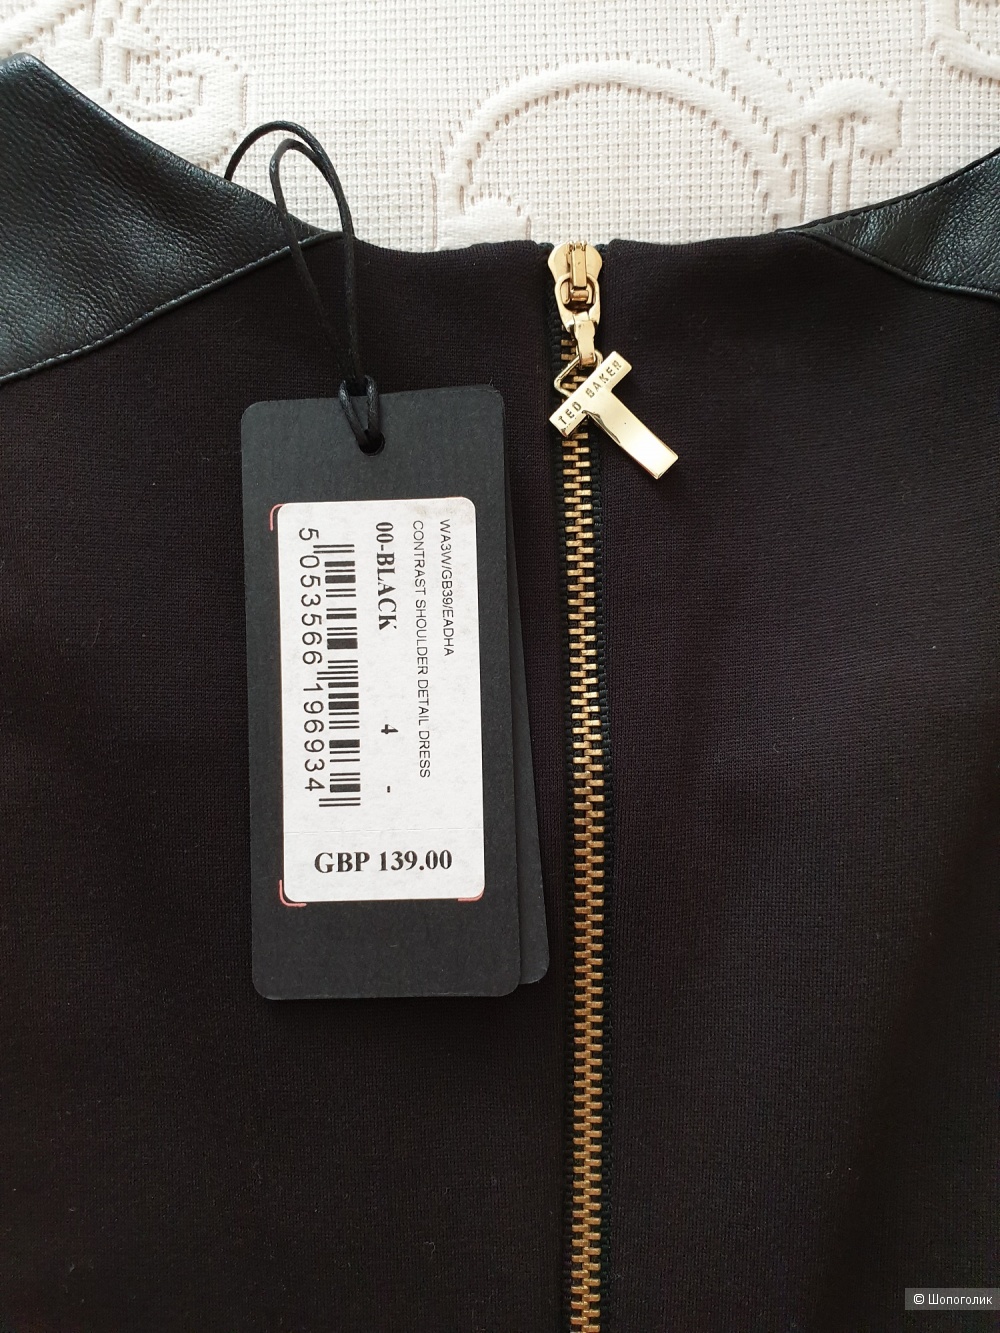 TED BAKER
WA3W/GB39/EADHA
CONTRAST SHOULDER DETAIL DRESS
00-BLACK 4 -
5 053566 196934
GBP 139.00
© Шопоголик